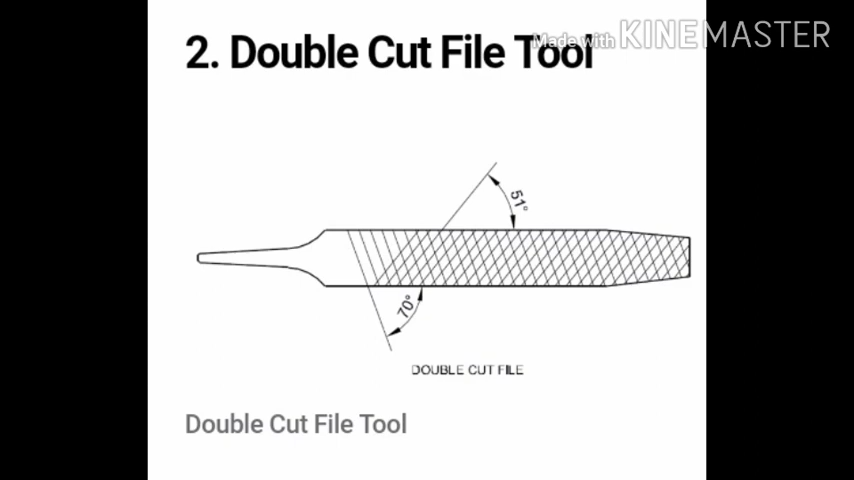 2. Double Cut File Tool
Made with KINEMASTER
51°
70°
DOUBLE CUT FILE
Double Cut File Tool